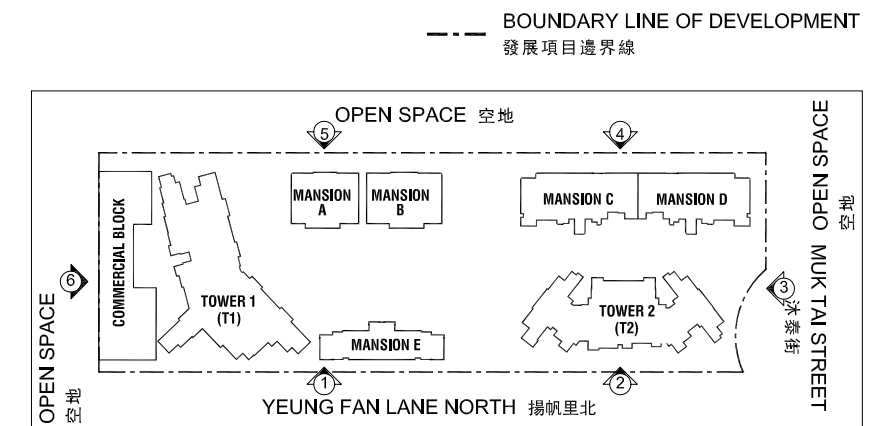 BOUNDARY LINE OF DEVELOPMENT
發展項目邊界線
OPEN SPACE 空地
5
4
OPEN SPACE
空地
COMMERCIAL BLOCK
MANSION
A
MANSION
B
MANSION C
MANSION D
6
TOWER 1
(T1)
TOWER 2
(T2)
3
MUK TAI STREET
沐泰街
MANSION E
OPEN SPACE
空地
1
2
YEUNG FAN LANE NORTH 揚帆里北